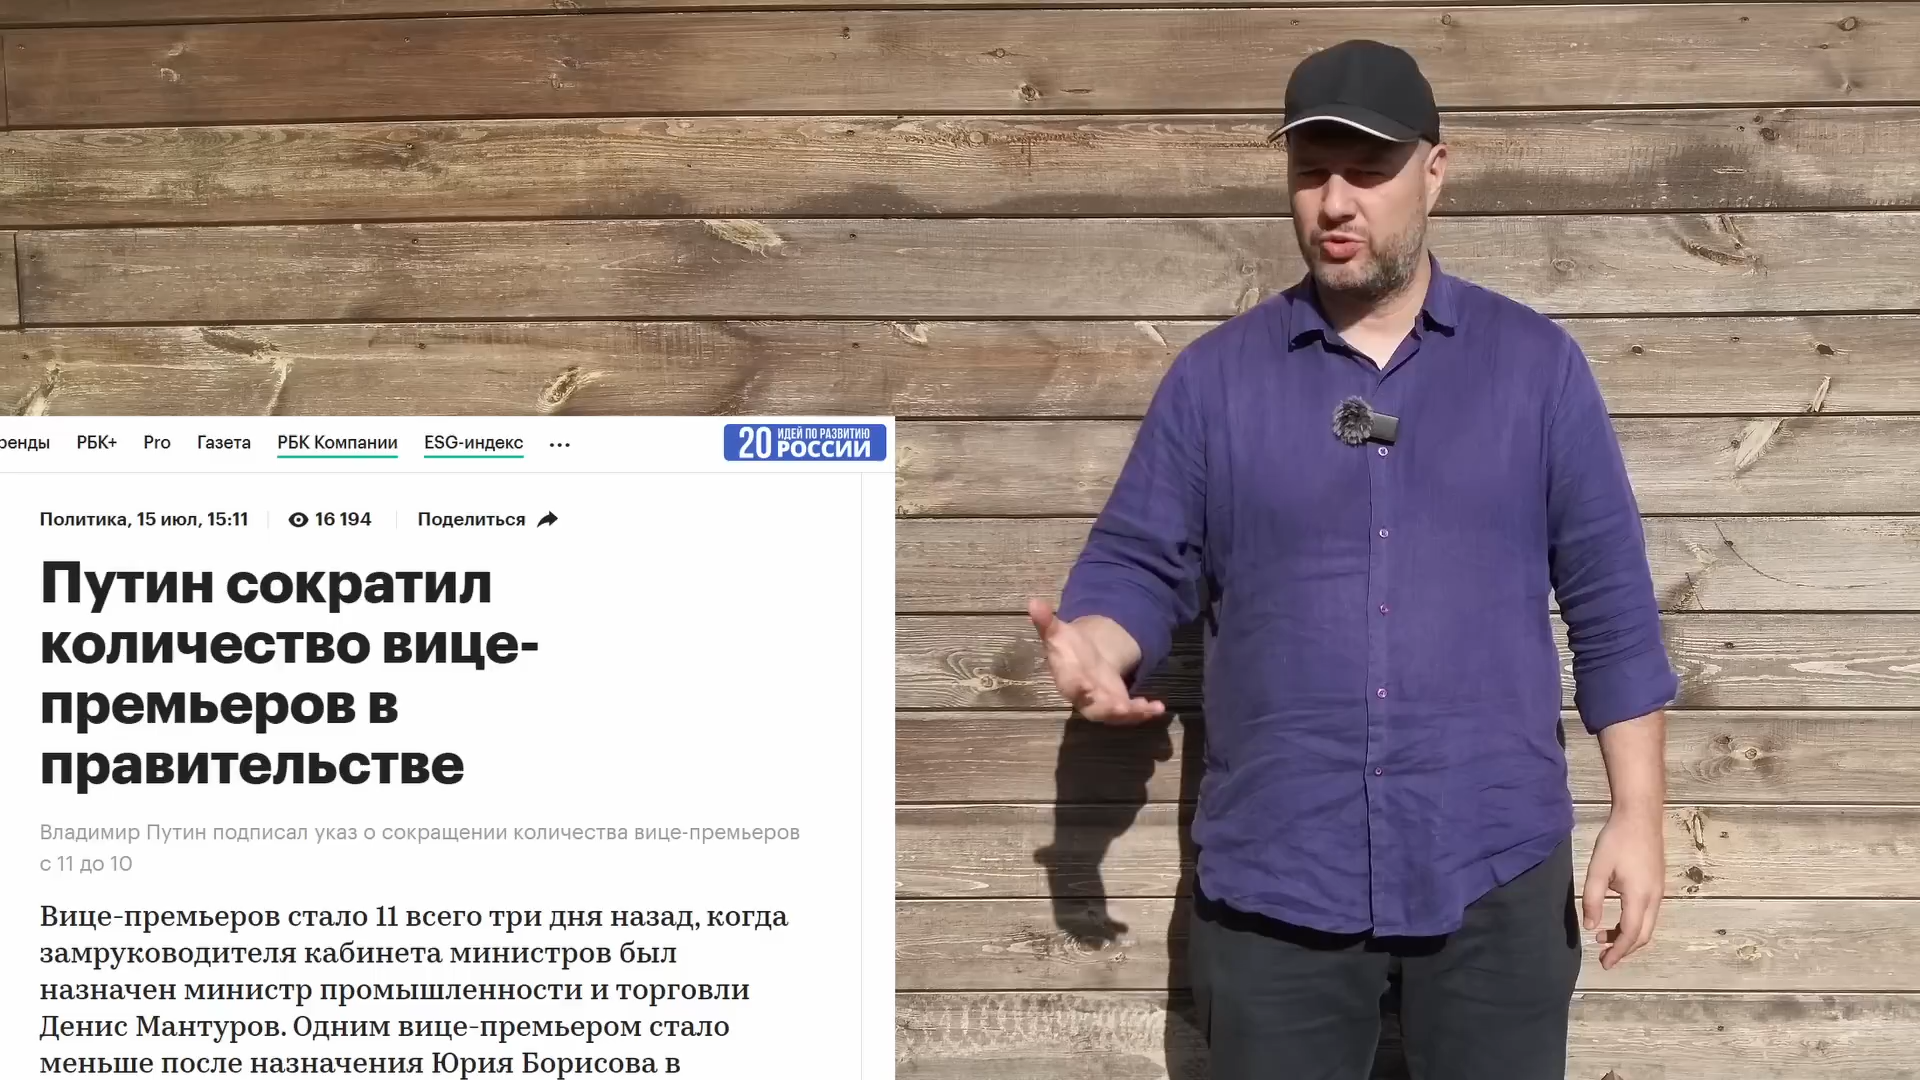 ренды РБК+ Pro Газета РБК Компании ESG-индекс ...
20 ИДЕЙ ПО РАЗВИТИЮ
РОССИИ
Политика, 15 июл, 15:11 16 194 Поделиться
Путин сократил
количество вице-
премьеров в
правительстве
Владимир Путин подписал указ о сокращении количества вице-премьеров
с 11 до 10
Вице-премьеров стало 11 всего три дня назад, когда
замруководителя кабинета министров был
назначен министр промышленности и торговли
Денис Мантуров. Одним вице-премьером стало
меньше после назначения Юрия Борисова в